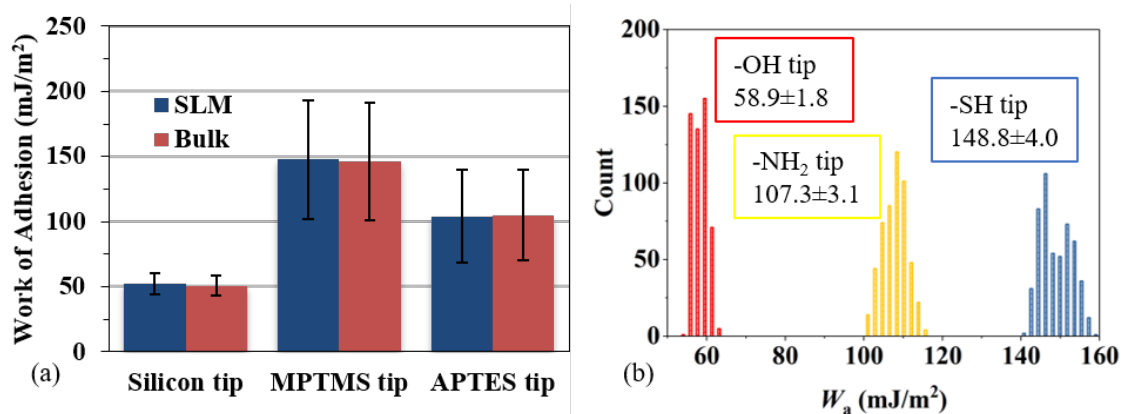 250
200
150
100
50
0
Work of Adhesion (mJ/m²)
SLM
Bulk
Silicon tip MPTMS tip APTES tip
(a)
200
150
100
50
0
Count
-OH tip
58.9±1.8
-NH₂ tip
107.3±3.1
-SH tip
148.8±4.0
60 80 100 120 140 160
Wₐ (mJ/m²)
(b)